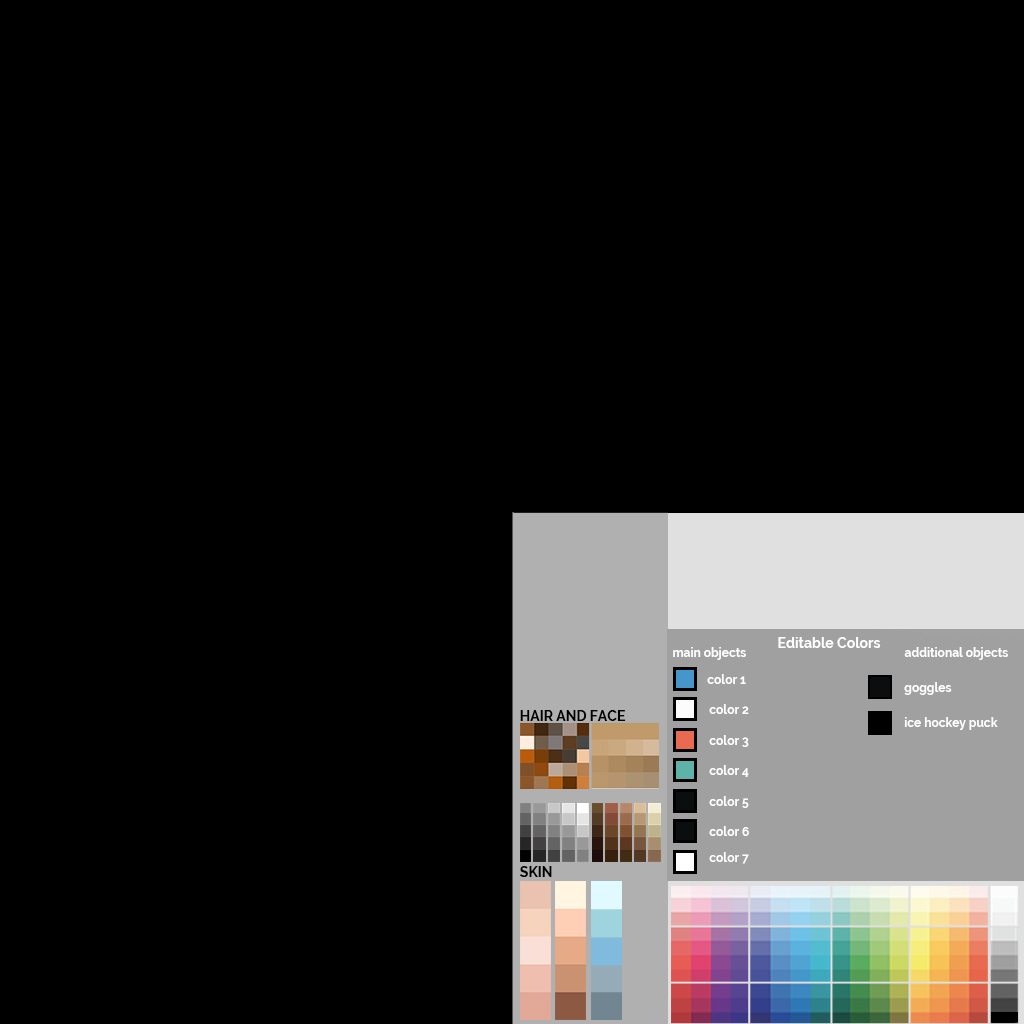 Editable Colors
main objects
additional objects
color 1
goggles
color 2
ice hockey puck
color 3
color 4
color 5
color 6
color 7
HAIR AND FACE
SKIN